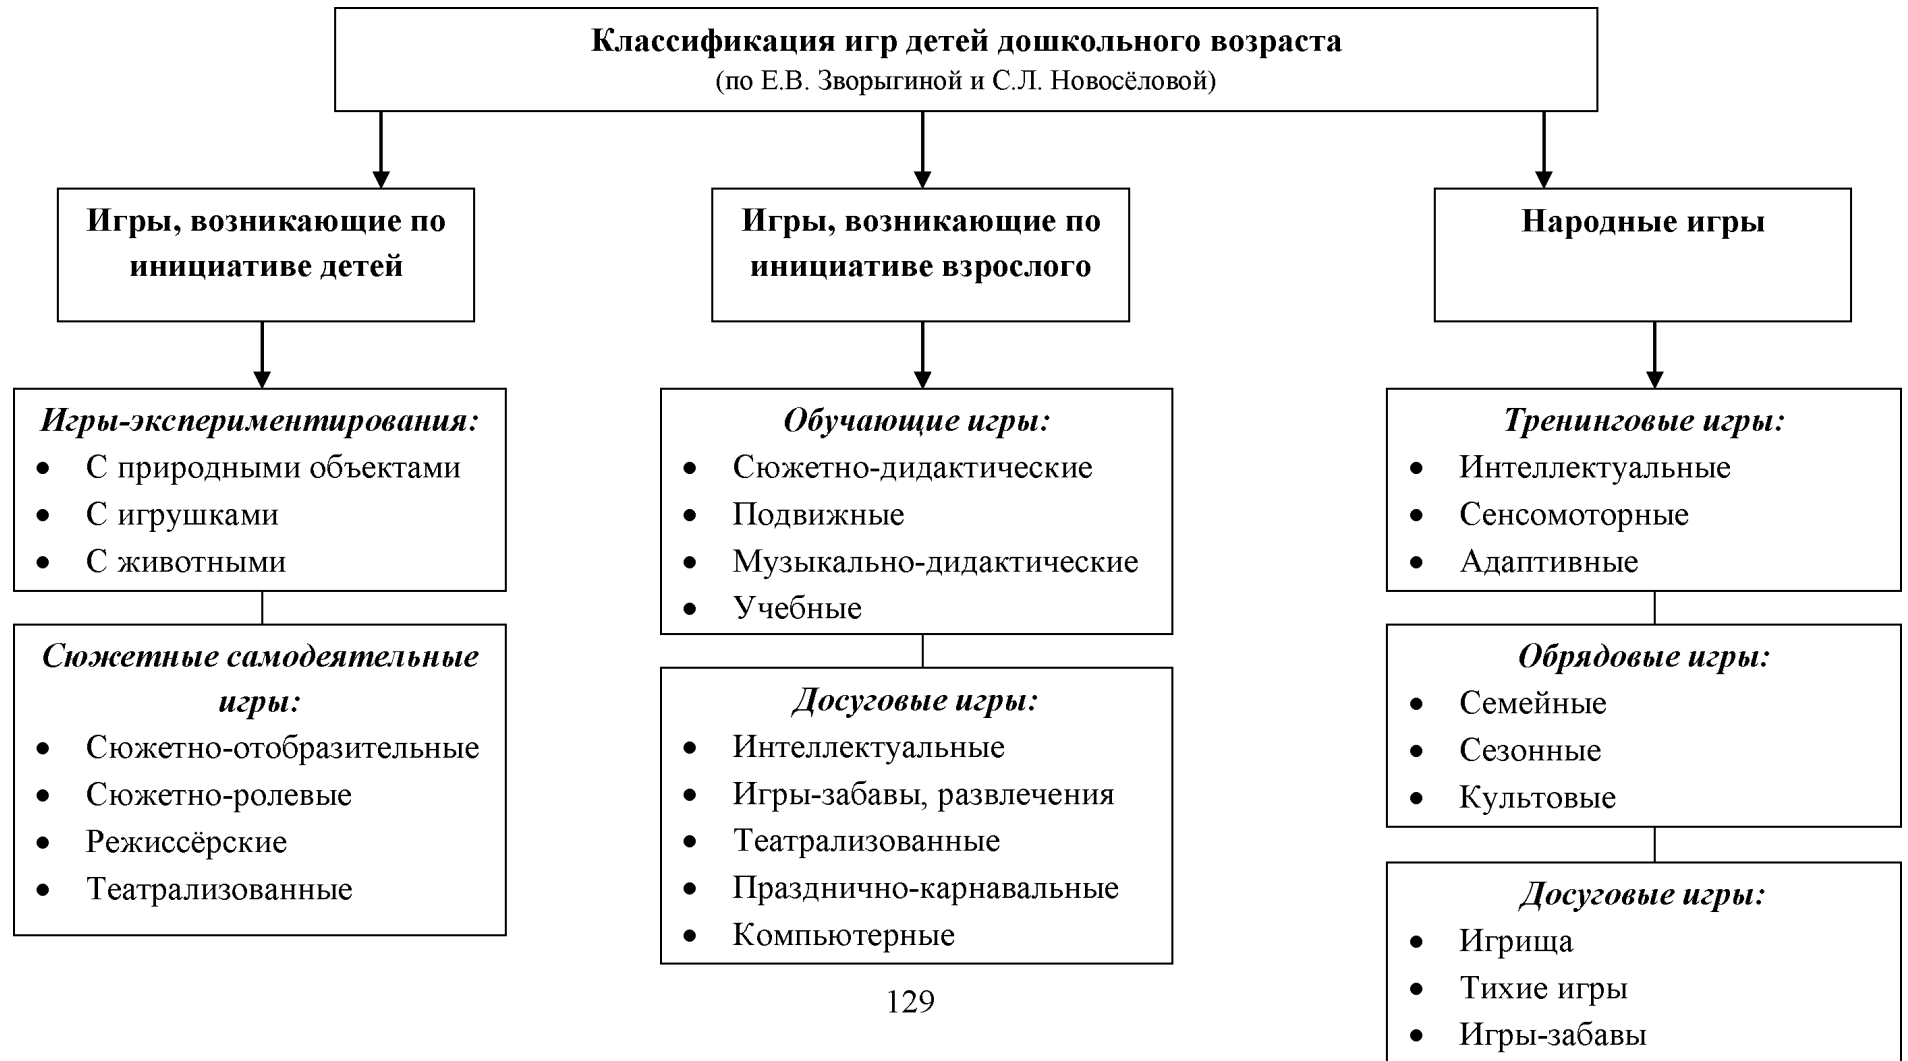 Классификация игр детей дошкольного возраста
(по Е.В. Зворыгиной и С.Л. Новосёловой)
Игры, возникающие по
инициативе детей
Игры-экспериментирования:
• С природными объектами
• С игрушками
• С животными
Сюжетные самодеятельные
игры:
• Сюжетно-отобразительные
• Сюжетно-ролевые
• Режиссёрские
• Театрализованные
Игры, возникающие по
инициативе взрослого
Обучающие игры:
• Сюжетно-дидактические
• Подвижные
• Музыкально-дидактические
• Учебные
Досуговые игры:
• Интеллектуальные
• Игры-забавы, развлечения
• Театрализованные
• Празднично-карнавальные
• Компьютерные
Народные игры
Тренинговые игры:
• Интеллектуальные
• Сенсомоторные
• Адаптивные
Обрядовые игры:
• Семейные
• Сезонные
• Культовые
Досуговые игры:
• Игрища
• Тихие игры
• Игры-забавы
129